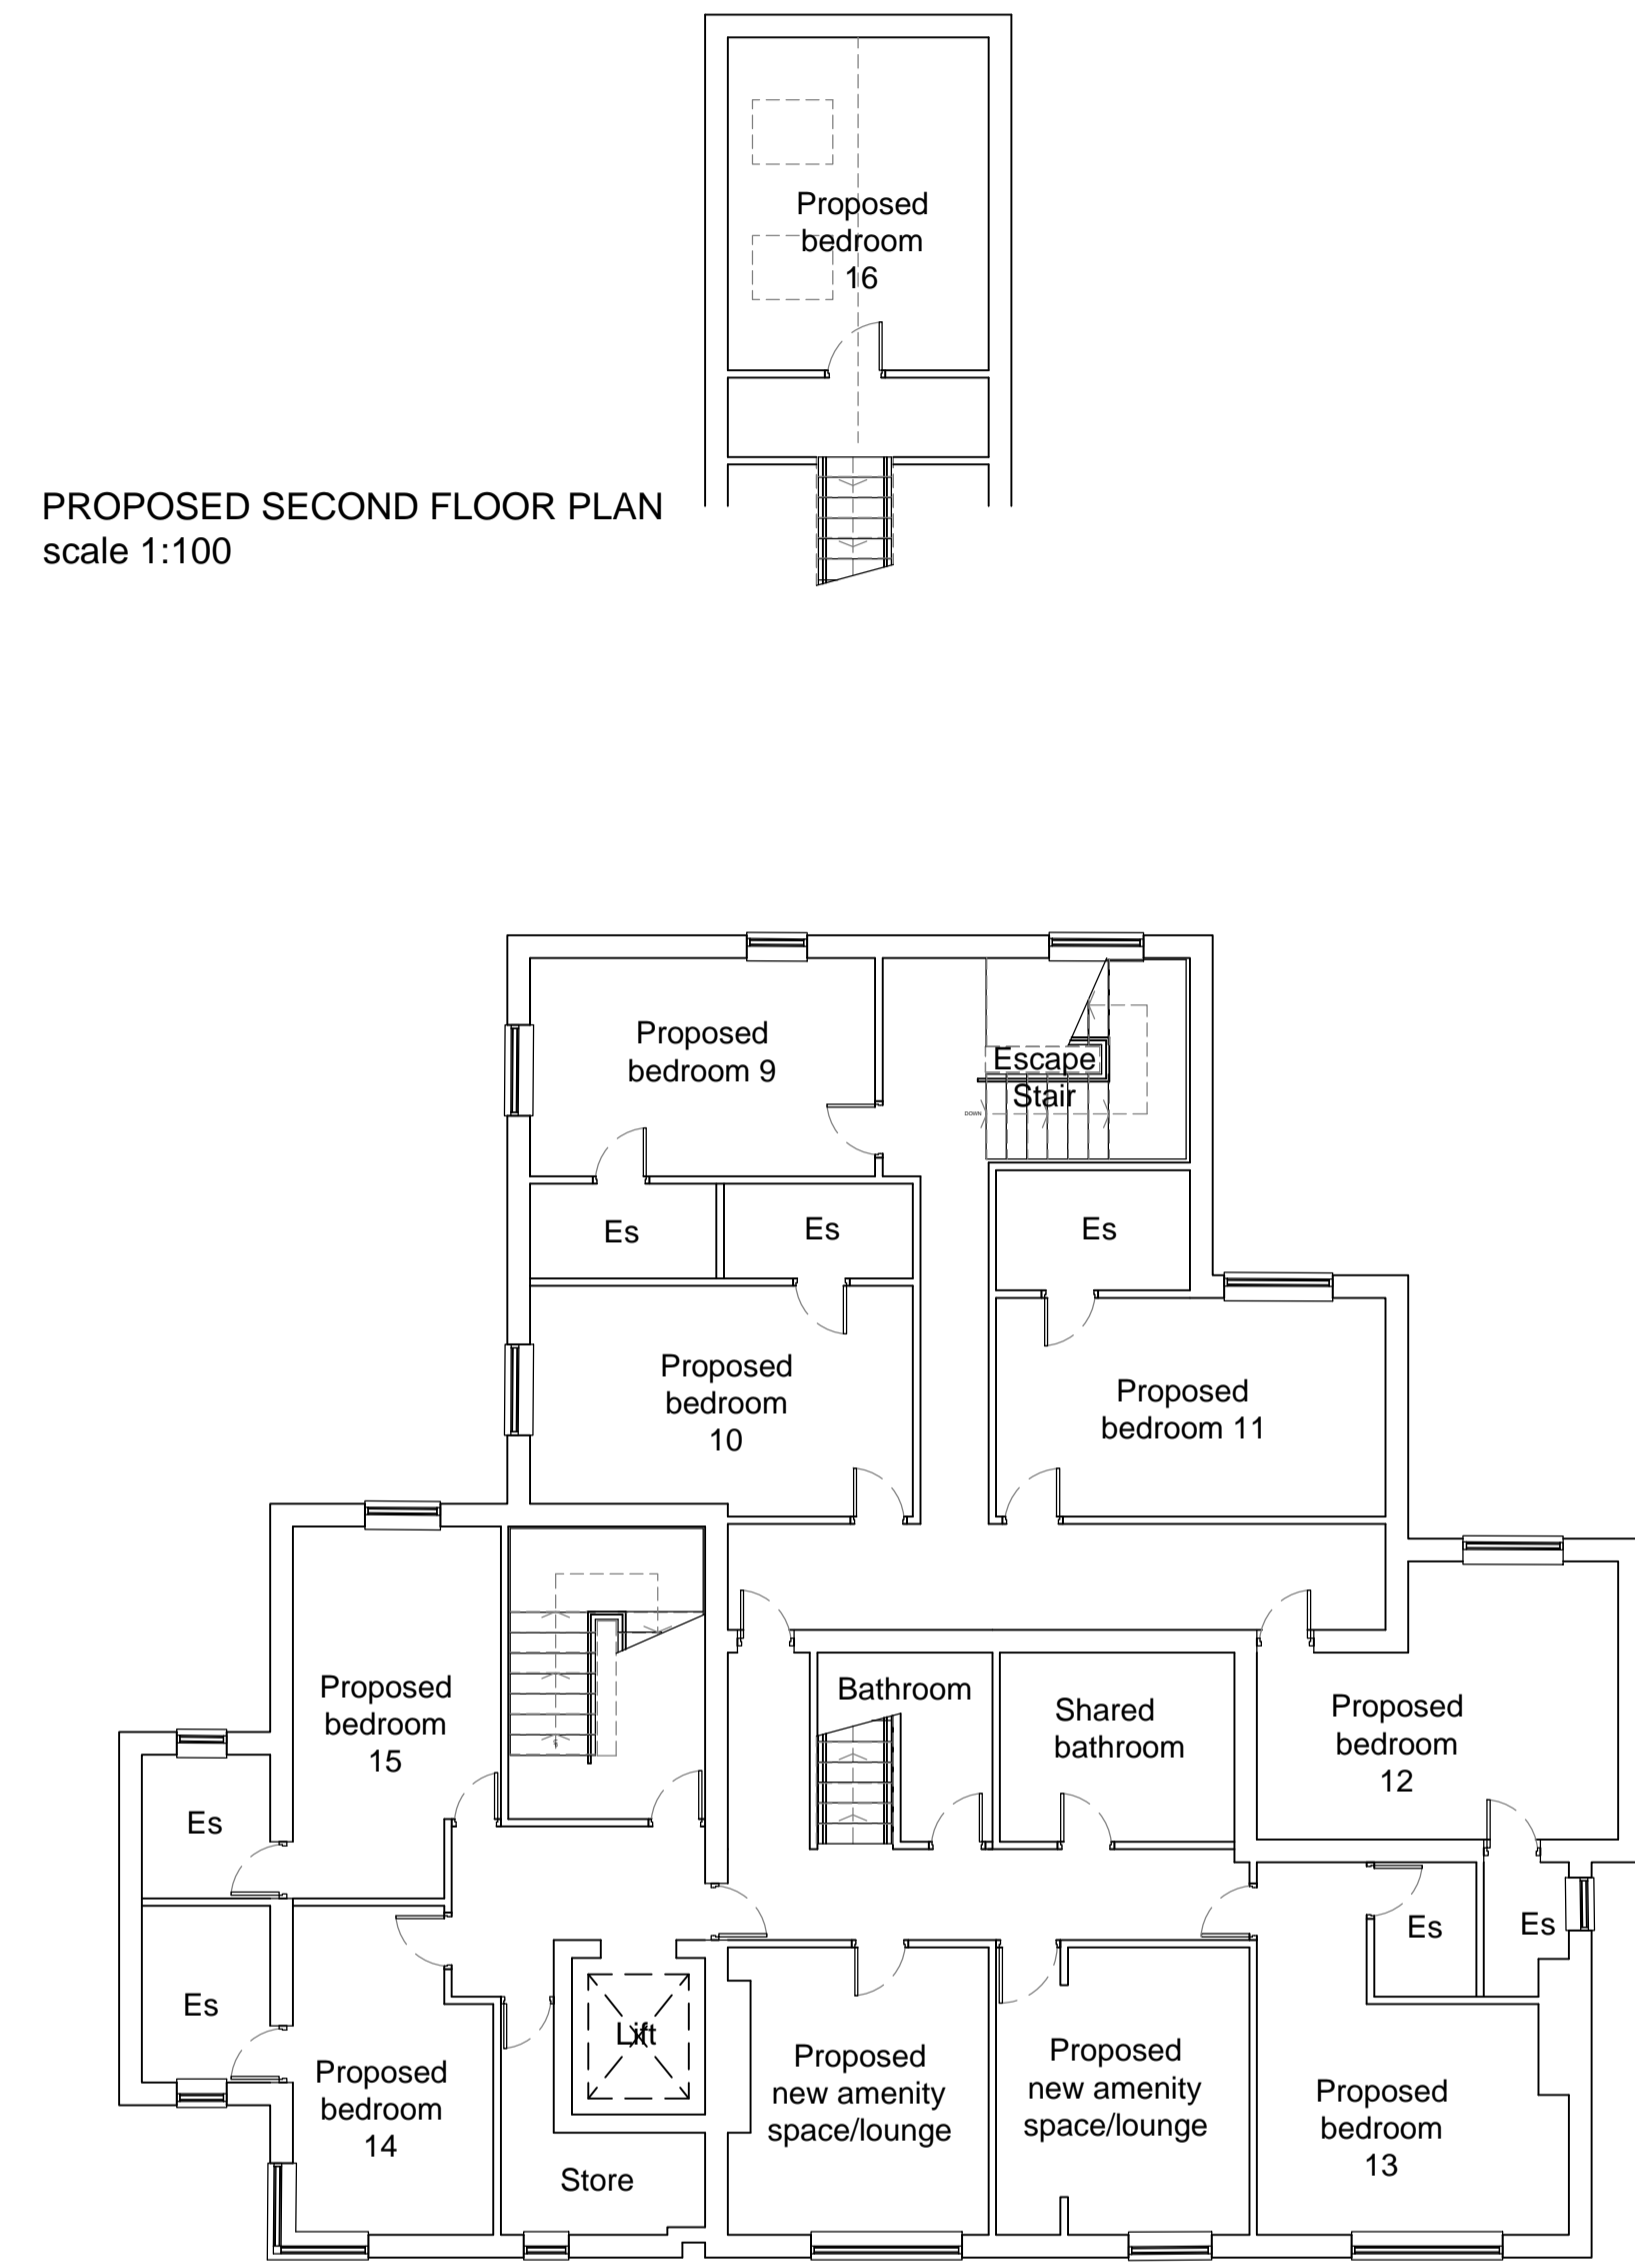 Proposed
bedroom
16
PROPOSED SECOND FLOOR PLAN
scale 1:100
Proposed
bedroom 9
Escape
Stair
DOWN
Es
Es
Es
Proposed
bedroom
10
Proposed
bedroom 11
Proposed
bedroom
15
Bathroom
Shared
bathroom
Proposed
bedroom
12
Es
Es
Es
Es
Lift
Proposed
bedroom
14
Proposed
new amenity
space/lounge
Proposed
new amenity
space/lounge
Proposed
bedroom
13
Store